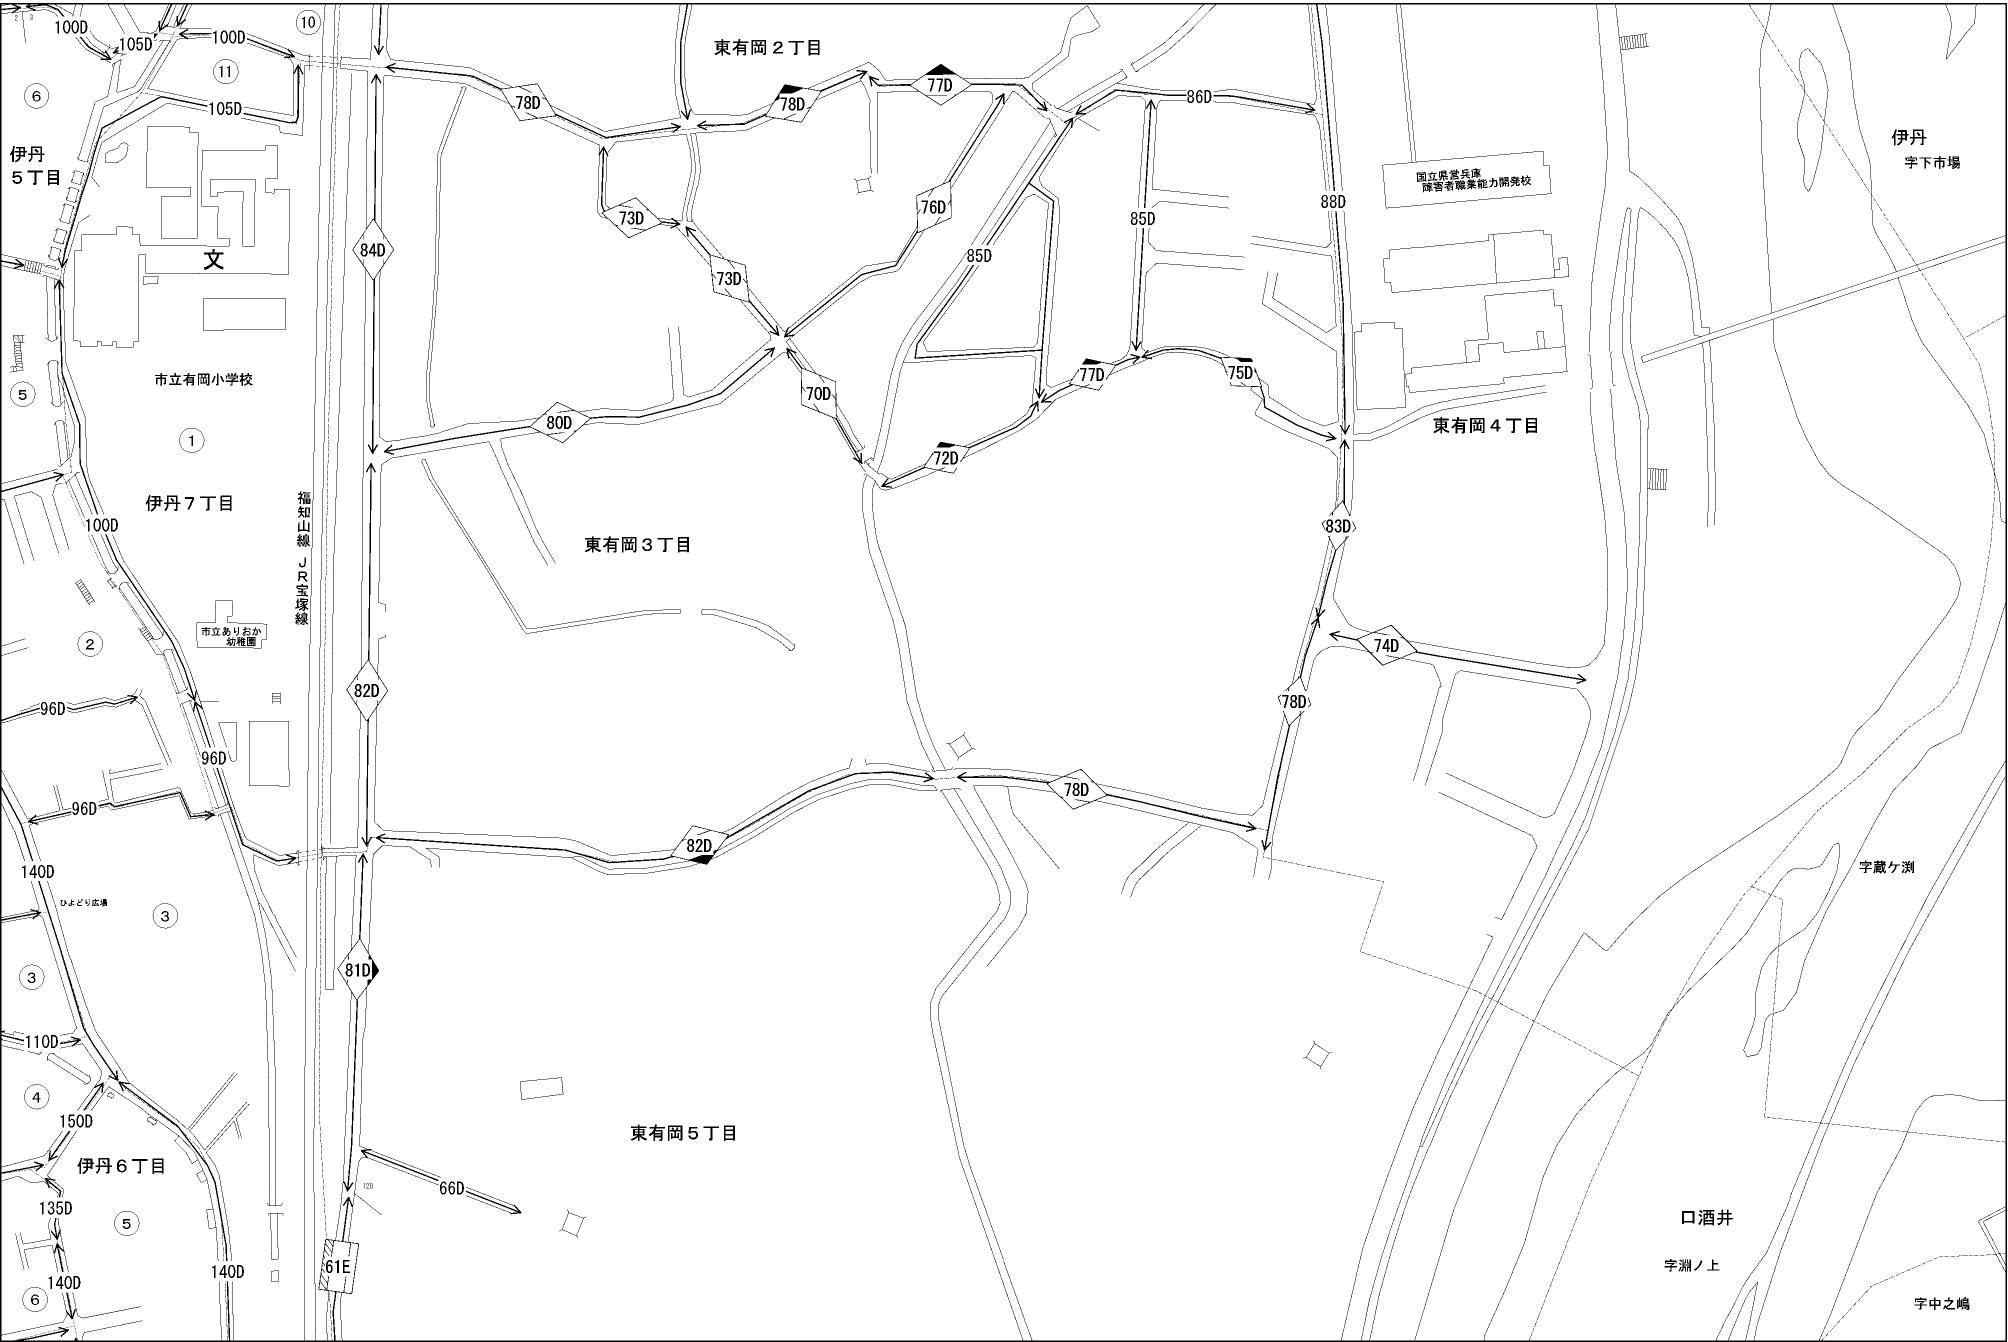 100D
105D
100D
⑩
東有岡２丁目
⑪
⑥
105D
78D
78D
77D
86D
伊丹
字下市場
伊丹
５丁目
国立県営兵庫
障害者職業能力開発校
73D
76D
85D
88D
文
84D
73D
85D
市立有岡小学校
⑤
80D
70D
77D
75D
①
72D
東有岡４丁目
伊丹７丁目
100D
福知山線 ＪＲ宝塚線
東有岡３丁目
83D
市立ありおか
幼稚園
②
74D
82D
78D
96D
96D
96D
78D
82D
140D
ひよどり広場
③
字蔵ケ渕
③
81D
110D
④
150D
東有岡５丁目
伊丹６丁目
66D
120
135D
⑤
口酒井
140D
140D
61E
字淵ノ上
⑥
字中之嶋